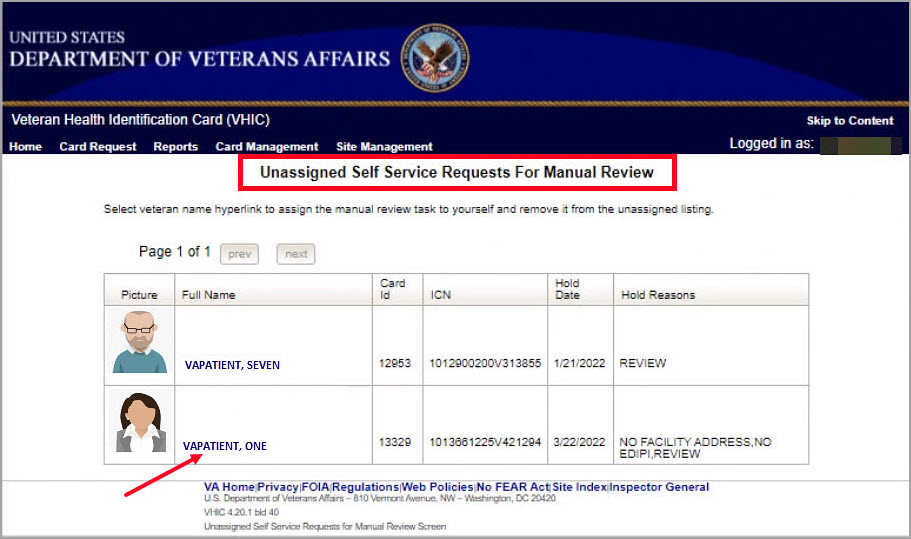 UNITED STATES
DEPARTMENT OF VETERANS AFFAIRS
Veteran Health Identification Card (VHIC)
Skip to Content
Home Card Request Reports Card Management Site Management
Logged in as:
Unassigned Self Service Requests For Manual Review
Select veteran name hyperlink to assign the manual review task to yourself and remove it from the unassigned listing.
Page 1 of 1 prev next
Picture Full Name Card Id ICN Hold Date Hold Reasons
VAPATIENT, SEVEN 12953 1012900200V313855 1/21/2022 REVIEW
VAPATIENT, ONE 13329 1013661225V421294 3/22/2022 NO FACILITY ADDRESS,NO
EDIPI,REVIEW
VA Home|Privacy|FOIA|Regulations|Web Policies|No FEAR Act|Site Index|Inspector General
U.S. Department of Veterans Affairs – 810 Vermont Avenue, NW – Washington, DC 20420
VHIC 4.20.1 bld 40
Unassigned Self Service Requests for Manual Review Screen